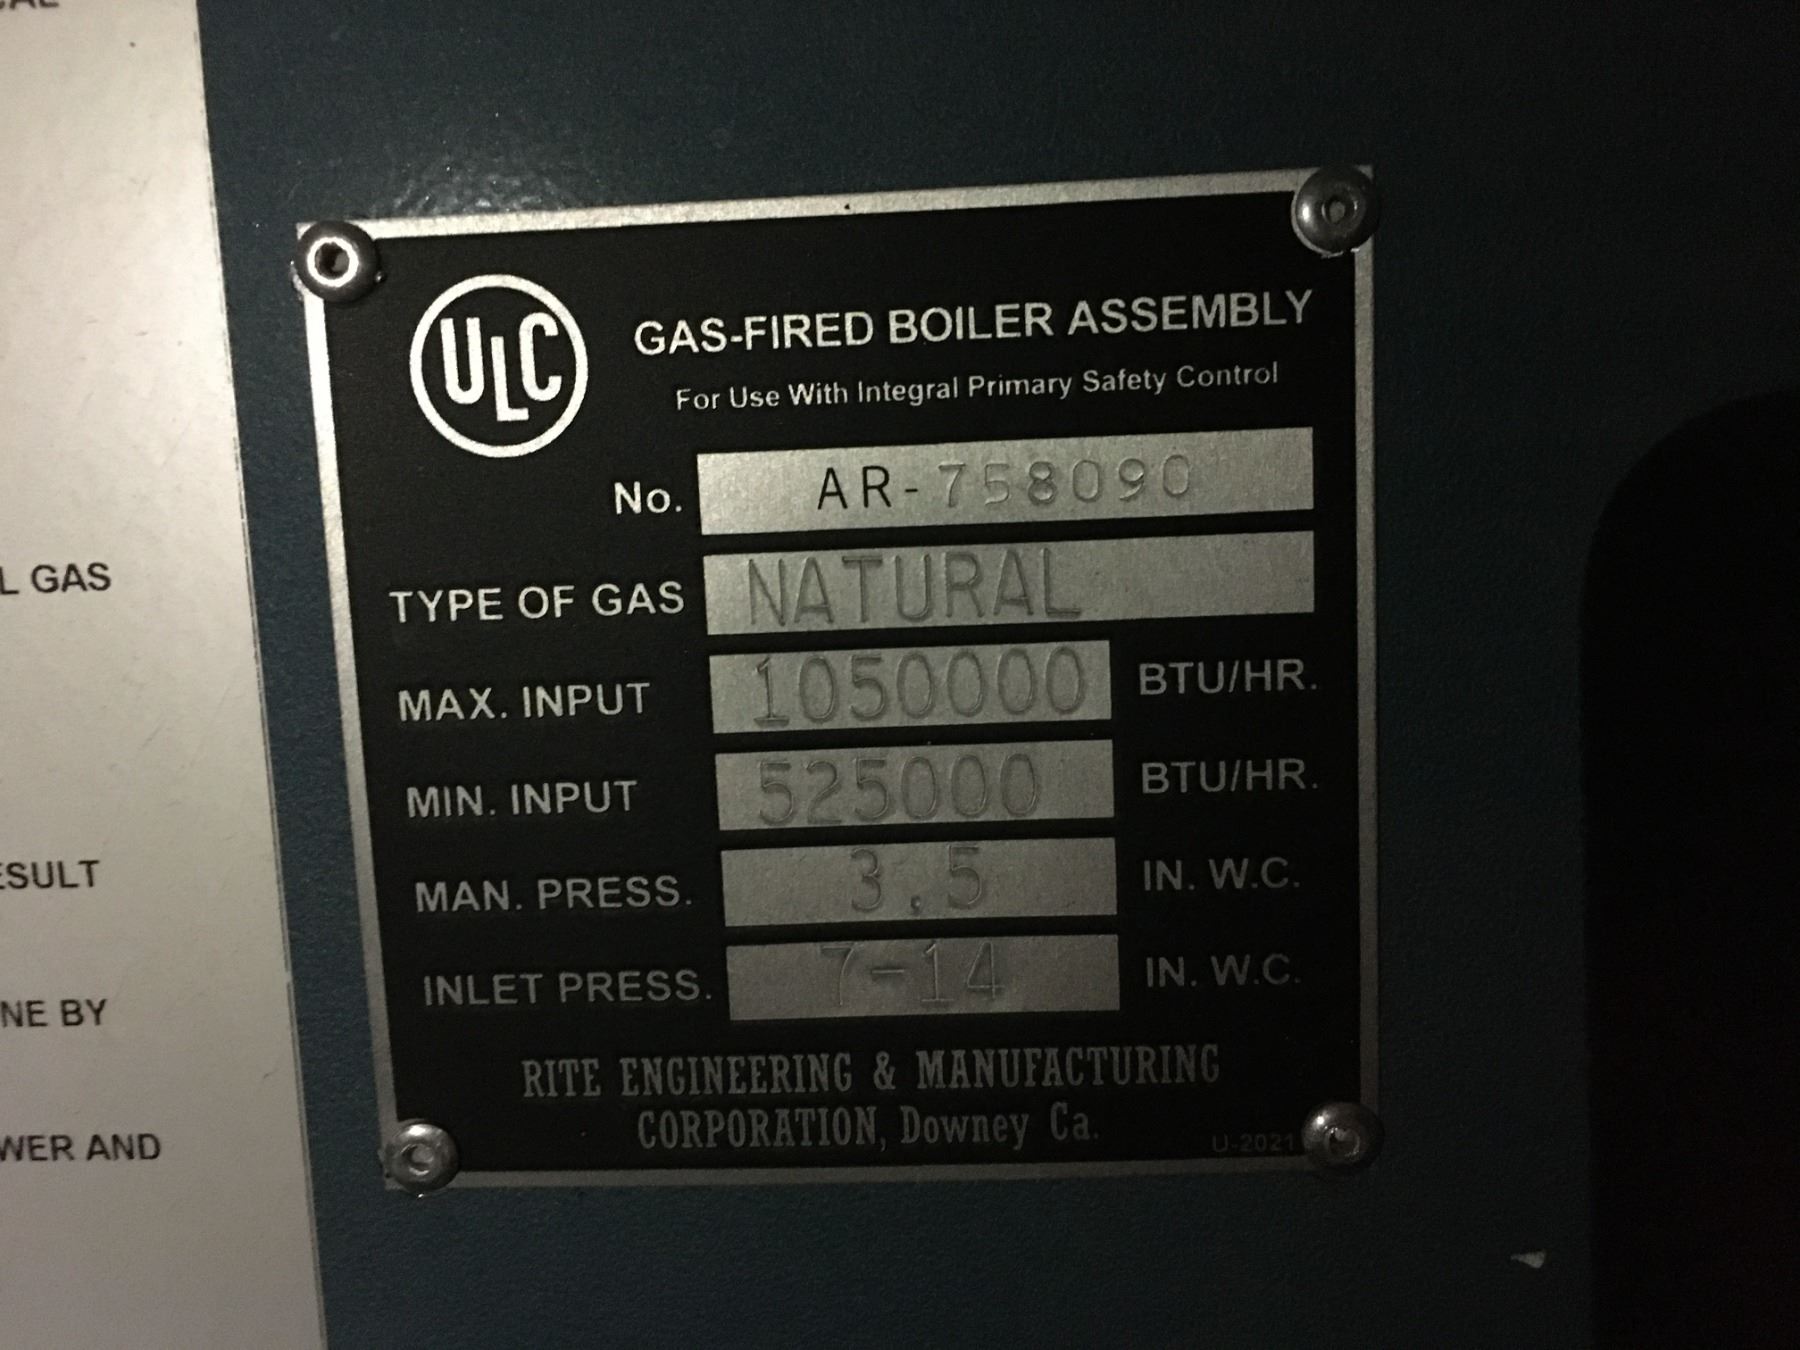 ULC
GAS-FIRED BOILER ASSEMBLY
For Use With Integral Primary Safety Control
No. AR-758090
TYPE OF GAS NATURAL
MAX. INPUT 1050000 BTU/HR.
MIN. INPUT 525000 BTU/HR.
MAN. PRESS. 3.5 IN. W.C.
INLET PRESS. 7-14 IN. W.C.
RITE ENGINEERING & MANUFACTURING
CORPORATION, Downey Ca.
U-2021
L GAS
ESULT
NE BY
WER AND